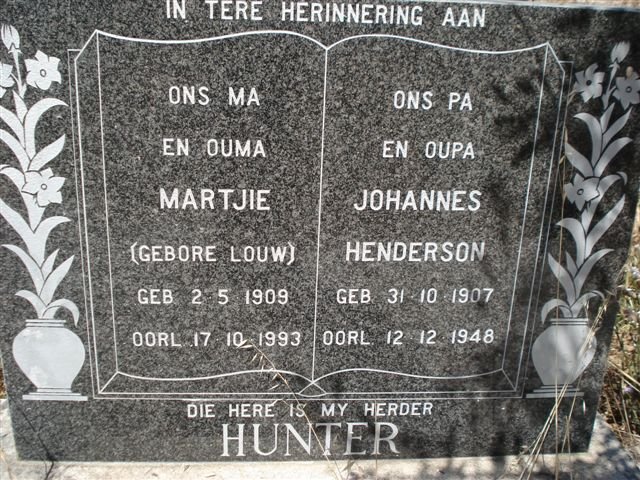 IN TERE HERINNERING AAN
ONS MA
EN OUMA
MARTJIE
(GEBORE LOUW)
GEB 2·5·1909
OORL 17·10·1993
ONS PA
EN OUPA
JOHANNES
HENDERSON
GEB 31·10·1907
OORL 12·12·1948
DIE HERE IS MY HERDER
HUNTER